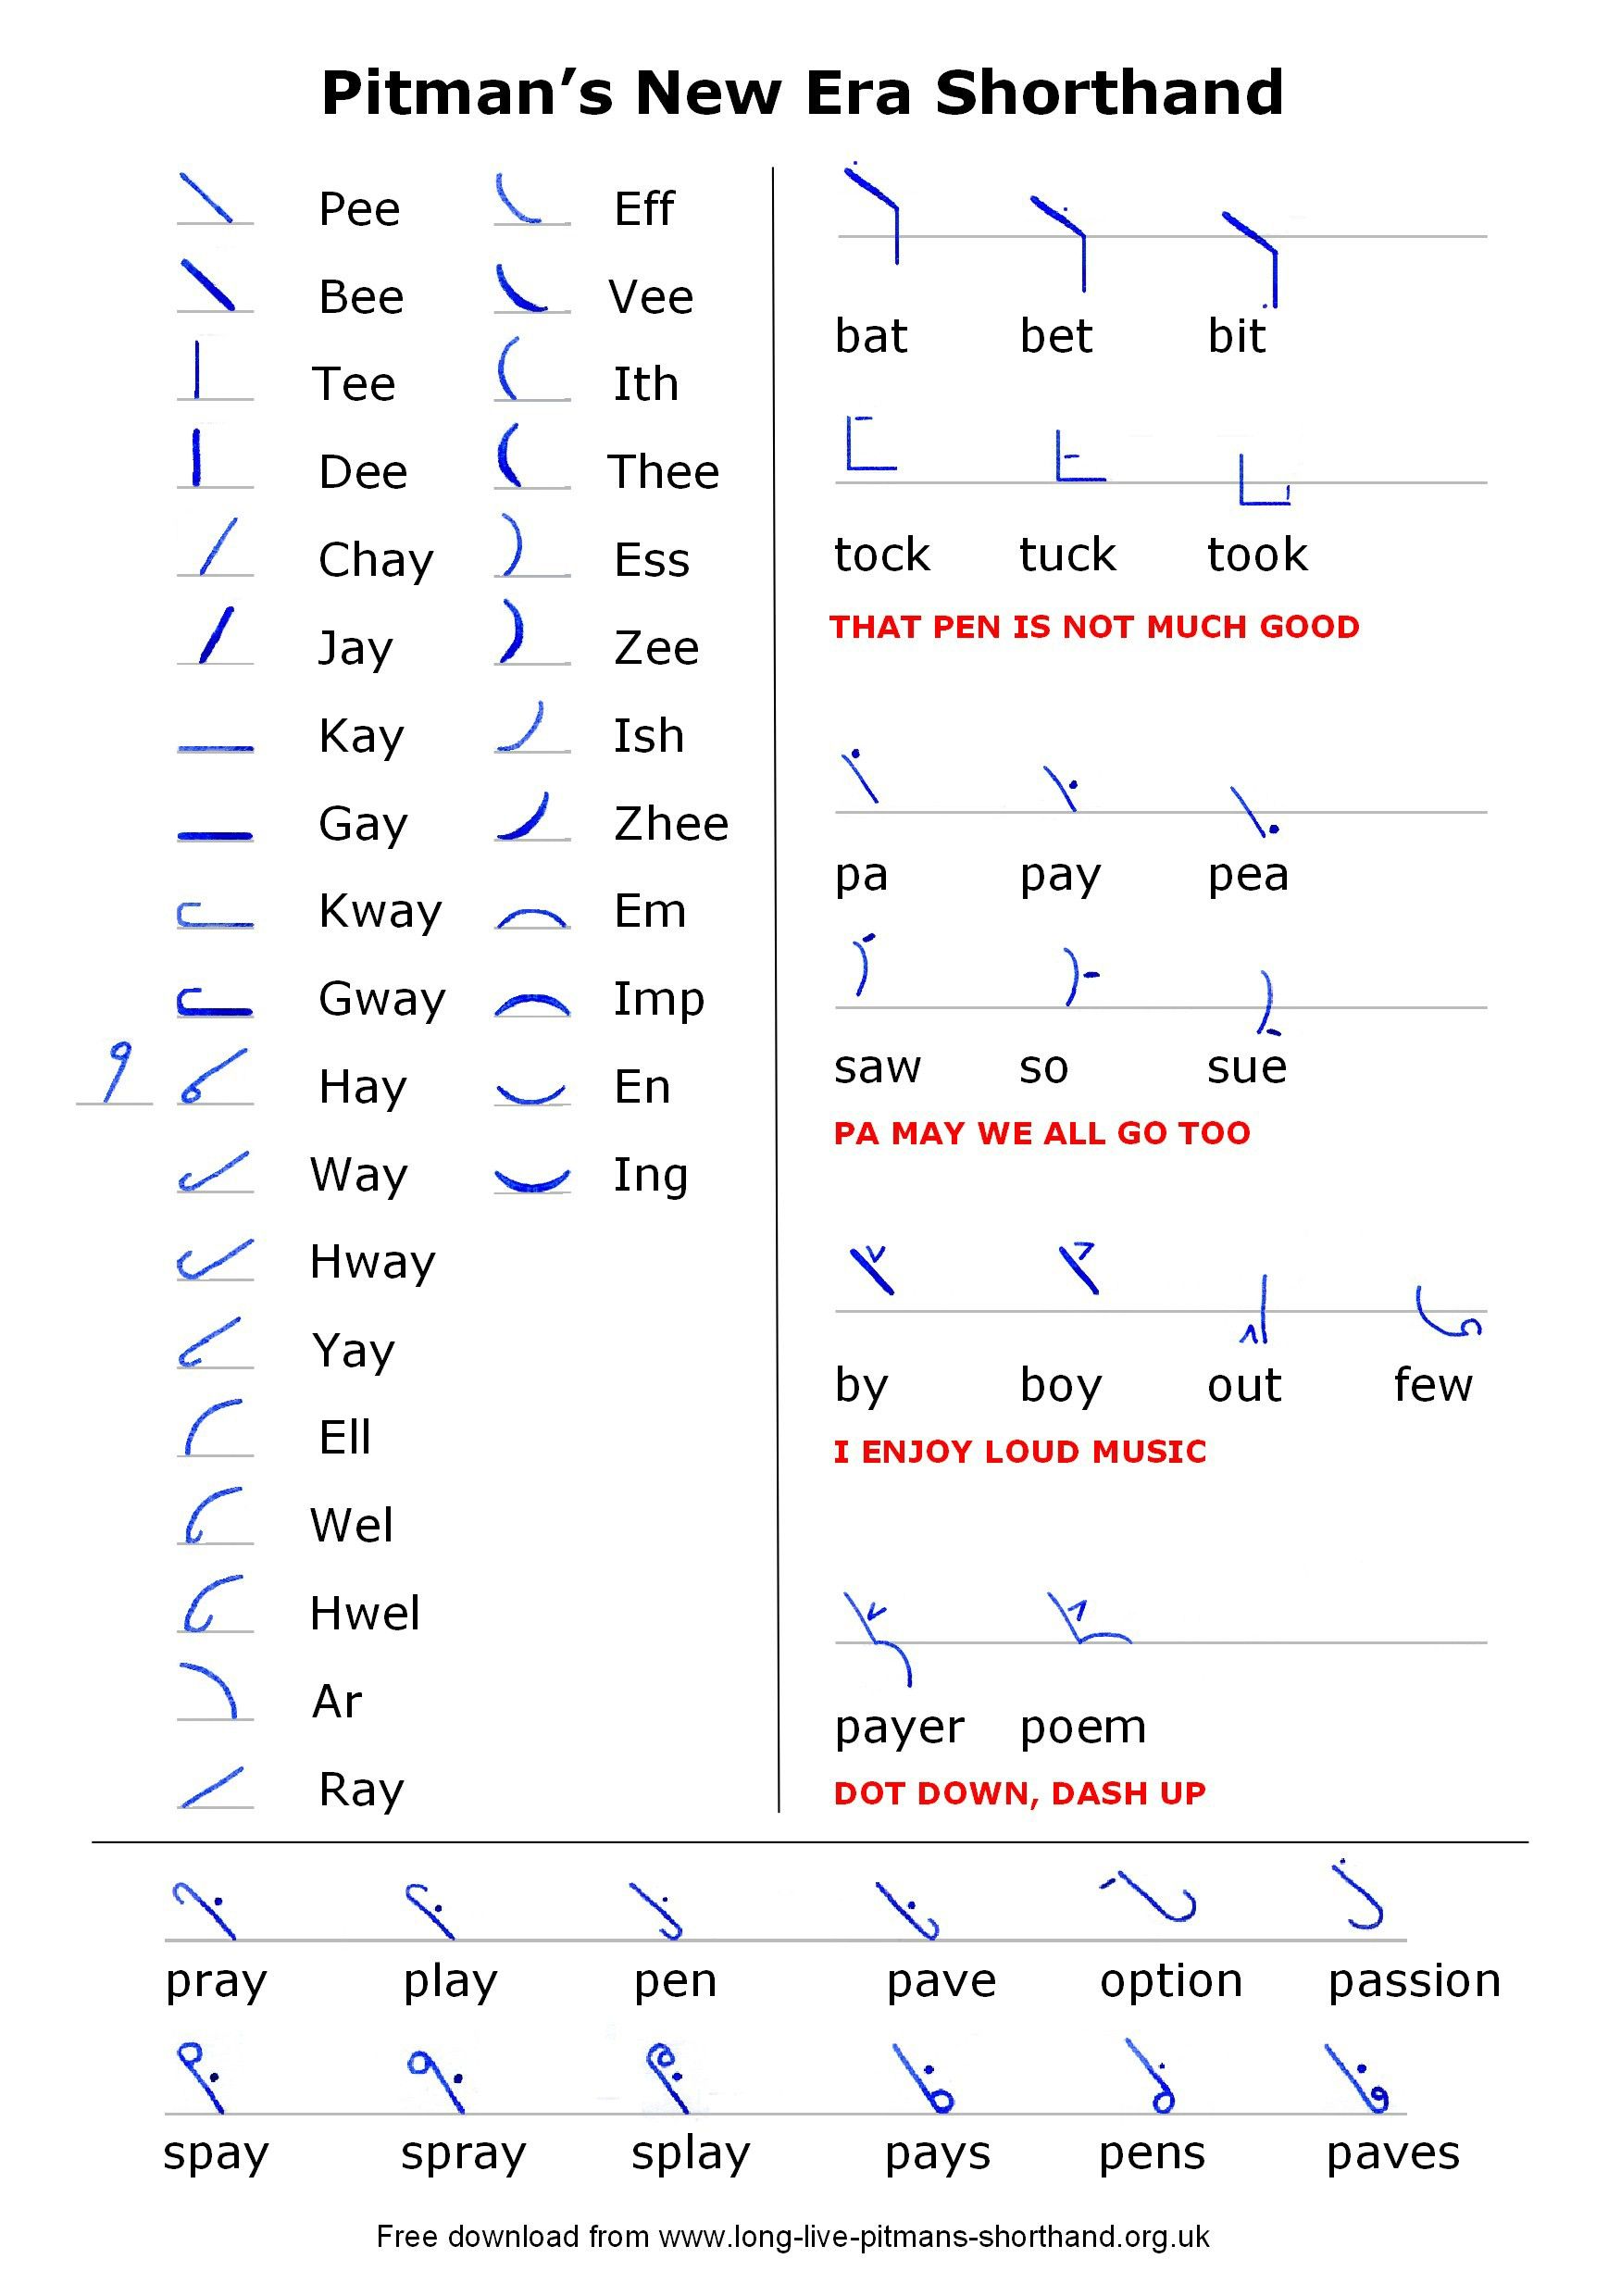 Pitman’s New Era Shorthand
Pee
Bee
Tee
Dee
Chay
Jay
Kay
Gay
Kway
Gway
Hay
Way
Hway
Yay
Ell
Wel
Hwel
Ar
Ray
Eff
Vee
Ith
Thee
Ess
Zee
Ish
Zhee
Em
Imp
En
Ing
bat bet bit
tock tuck took
THAT PEN IS NOT MUCH GOOD
pa pay pea
saw so sue
PA MAY WE ALL GO TOO
by boy out few
I ENJOY LOUD MUSIC
payer poem
DOT DOWN, DASH UP
pray play pen pave option passion
spay spray splay pays pens paves
Free download from www.long-live-pitmans-shorthand.org.uk